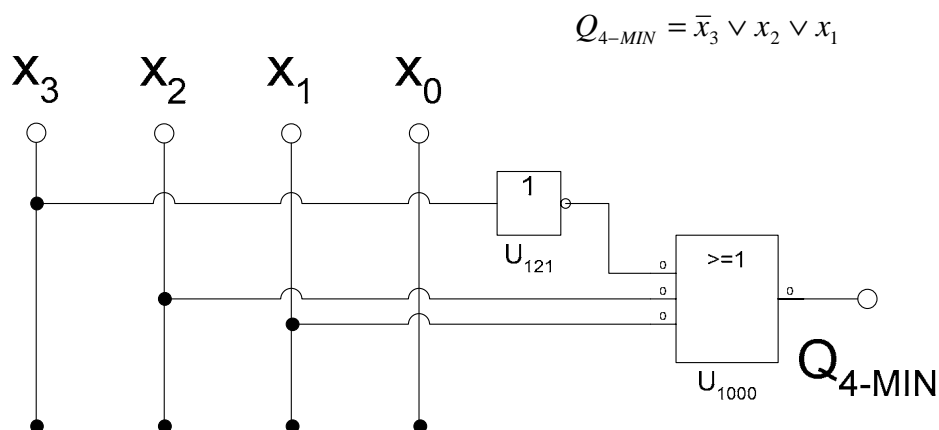 Q₄₋MIN = x̄₃ ∨ x₂ ∨ x₁
x₃ x₂ x₁ x₀
1
U₁₂₁
0 >=1
0 0
0
U₁₀₀₀
Q₄₋MIN